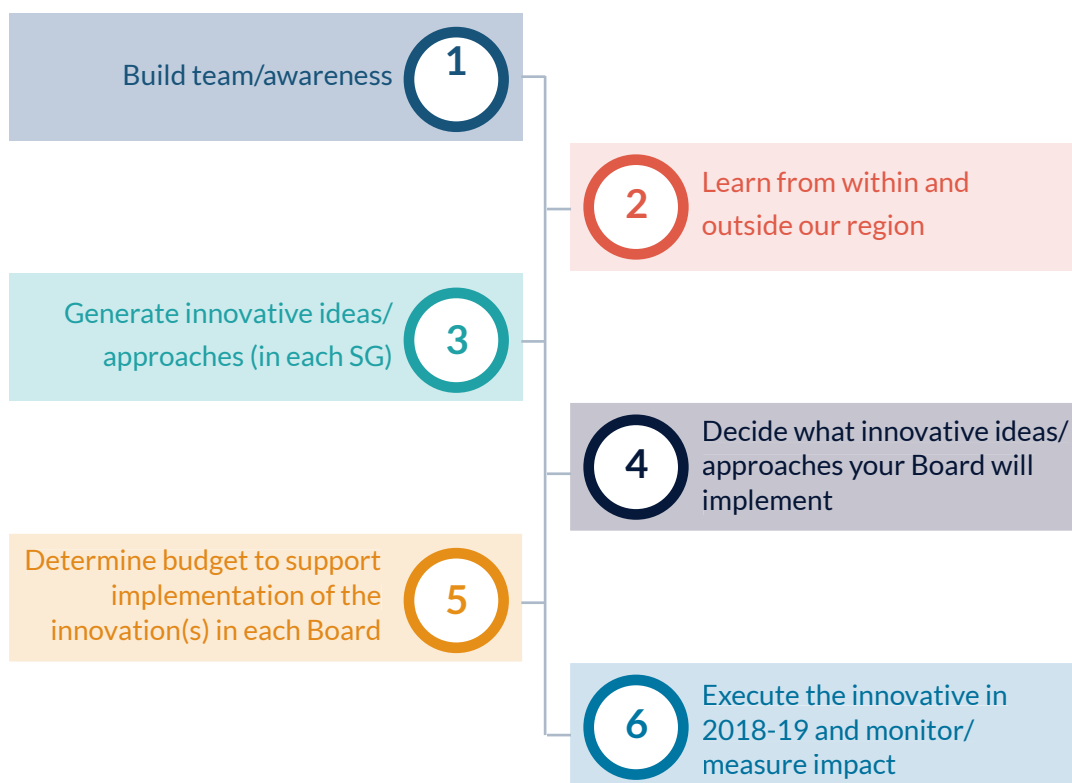 Build team/awareness
1
2
Learn from within and
outside our region
Generate innovative ideas/
approaches (in each SG)
3
4
Decide what innovative ideas/
approaches your Board will
implement
Determine budget to support
implementation of the
innovation(s) in each Board
5
6
Execute the innovative in
2018-19 and monitor/
measure impact